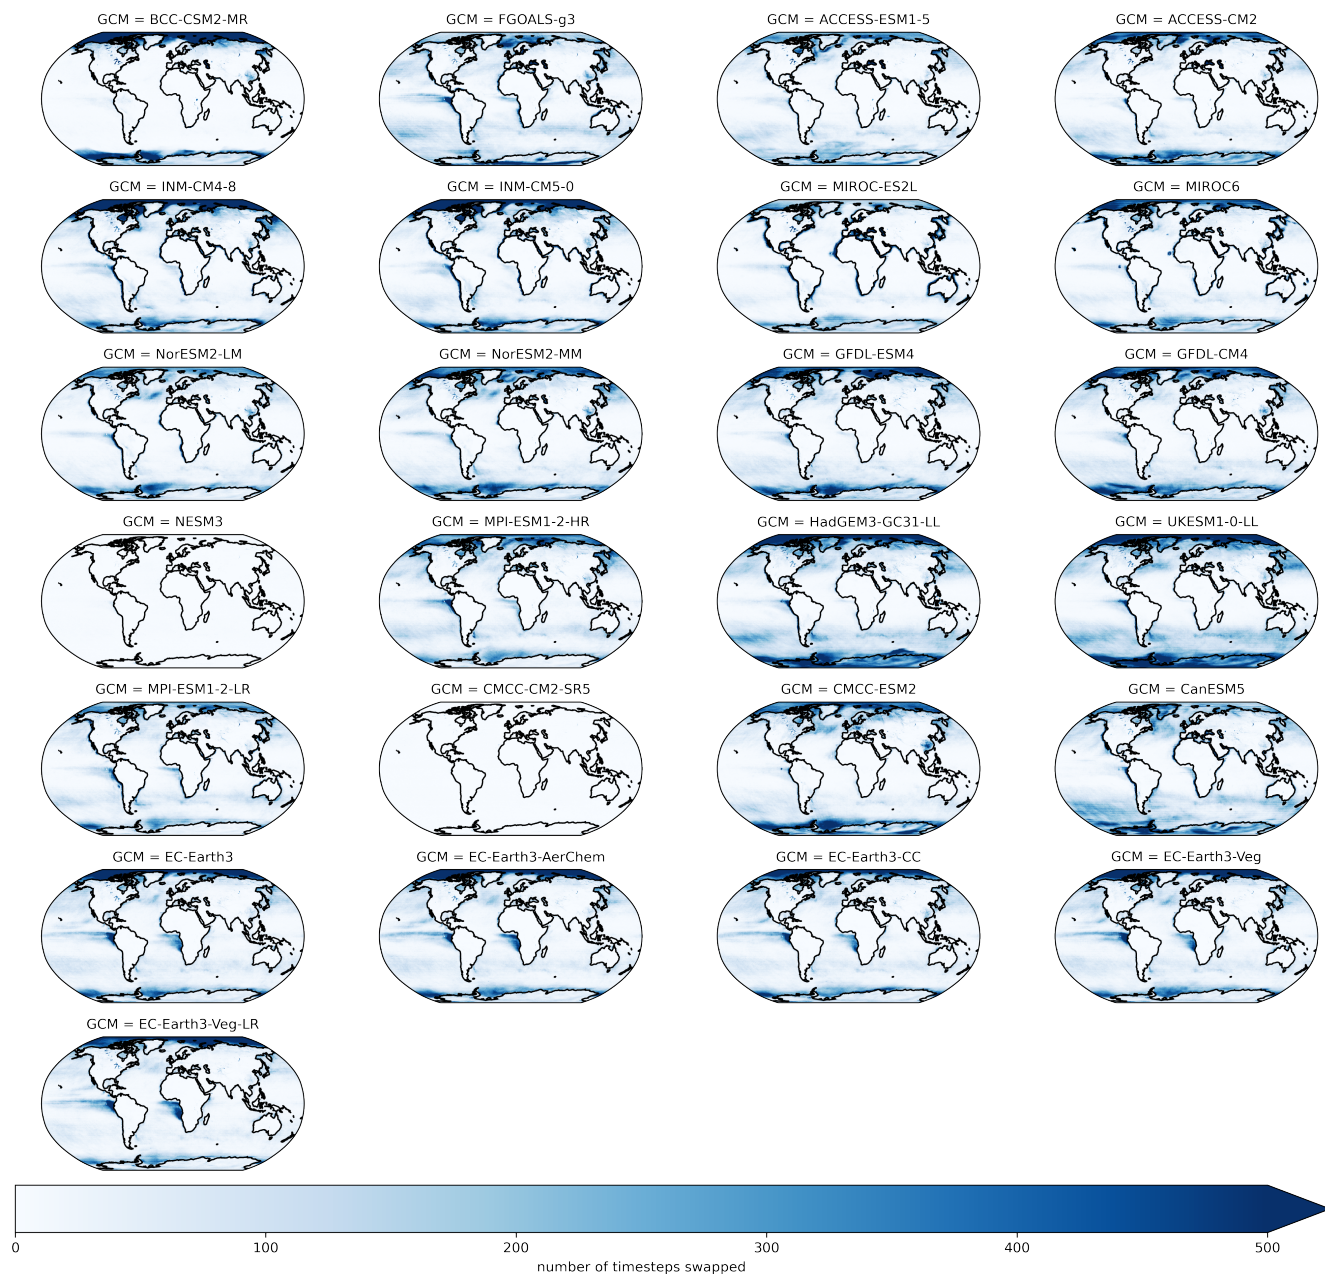 GCM = BCC-CSM2-MR
GCM = FGOALS-g3
GCM = ACCESS-ESM1-5
GCM = ACCESS-CM2
GCM = INM-CM4-8
GCM = INM-CM5-0
GCM = MIROC-ES2L
GCM = MIROC6
GCM = NorESM2-LM
GCM = NorESM2-MM
GCM = GFDL-ESM4
GCM = GFDL-CM4
GCM = NESM3
GCM = MPI-ESM1-2-HR
GCM = HadGEM3-GC31-LL
GCM = UKESM1-0-LL
GCM = MPI-ESM1-2-LR
GCM = CMCC-CM2-SR5
GCM = CMCC-ESM2
GCM = CanESM5
GCM = EC-Earth3
GCM = EC-Earth3-AerChem
GCM = EC-Earth3-CC
GCM = EC-Earth3-Veg
GCM = EC-Earth3-Veg-LR
0 100 200 300 400 500
number of timesteps swapped